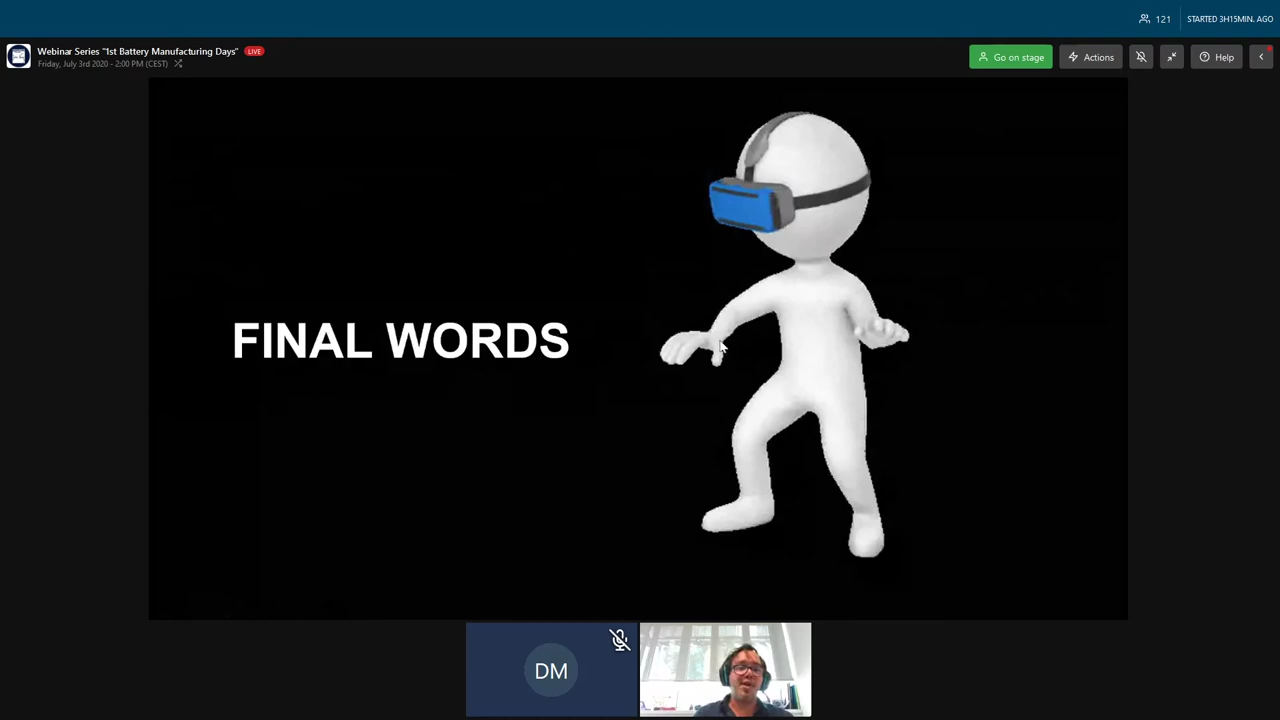 121
STARTED 3H15MIN. AGO
Webinar Series "1st Battery Manufacturing Days" LIVE
Friday, July 3rd 2020 - 2:00 PM (CEST)
Go on stage
Actions
Help
FINAL WORDS
DM